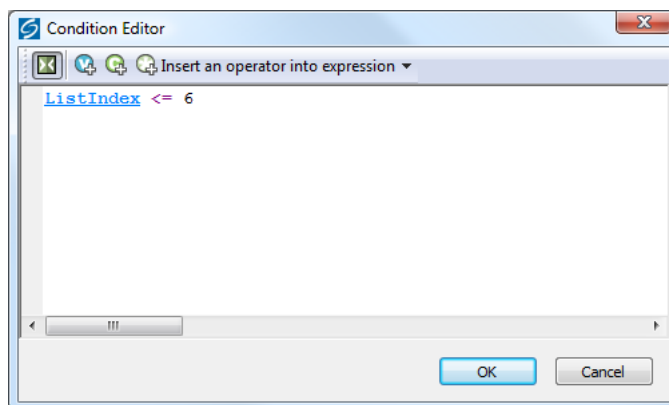 Condition Editor
Insert an operator into expression
ListIndex <= 6
OK
Cancel